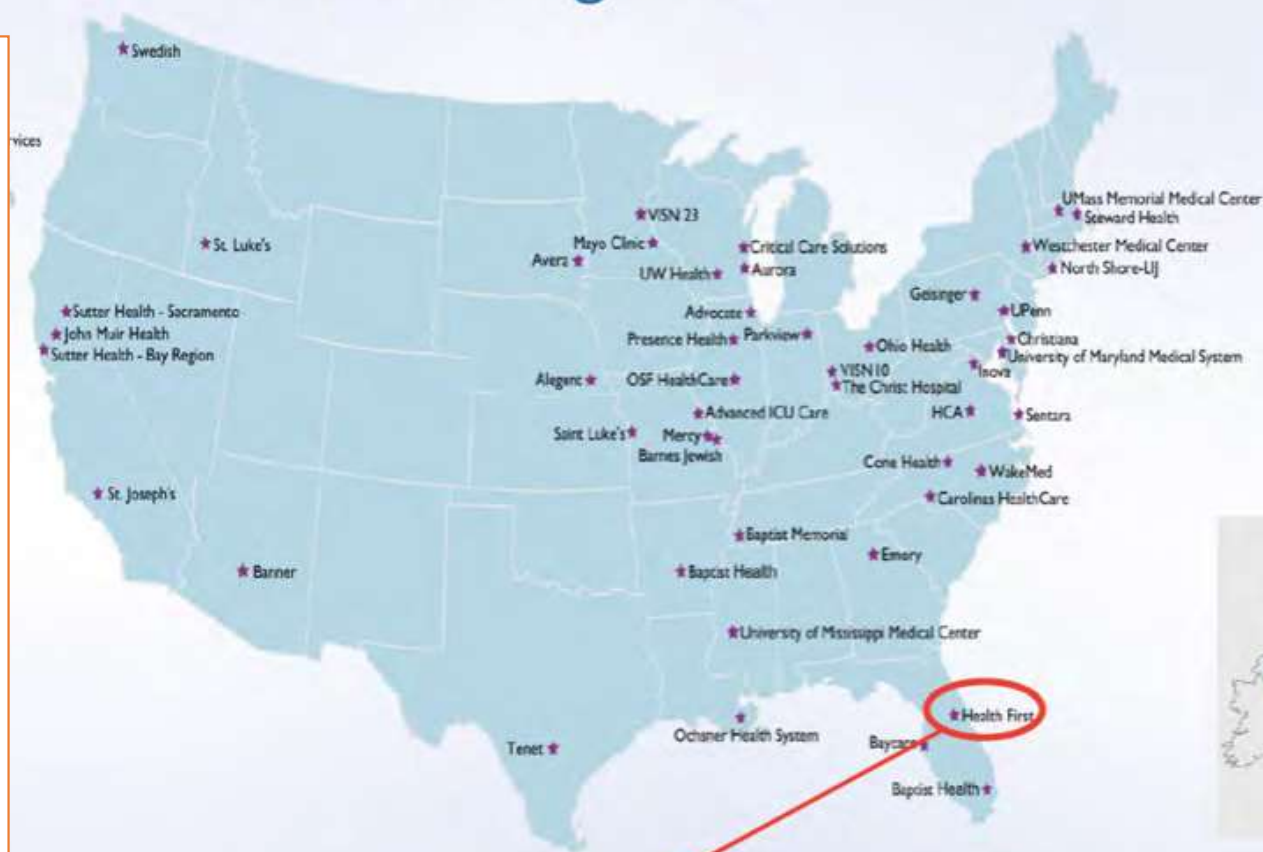 Swedish
vices
UMass Memorial Medical Center
Steward Health
VISN 23
St. Luke's
Mayo Clinic
Critical Care Solutions
Westchester Medical Center
Avera
UW Health
Aurora
North Shore-LIJ
Geisinger
Sutter Health - Sacramento
Advocate
UPenn
John Muir Health
Presence Health
Parkview
Ohio Health
Christiana
Sutter Health - Bay Region
University of Maryland Medical System
VISN10
Inova
Alegent
OSF HealthCare
The Christ Hospital
Advanced ICU Care
HCA
Sentara
Saint Luke's
Mercy
Barnes Jewish
Cone Health
WakeMed
St. Joseph's
Carolinas HealthCare
Baptist Memorial
Emory
Banner
Baptist Health
University of Mississippi Medical Center
Health First
Ochsner Health System
Baycare
Tenet
Baptist Health